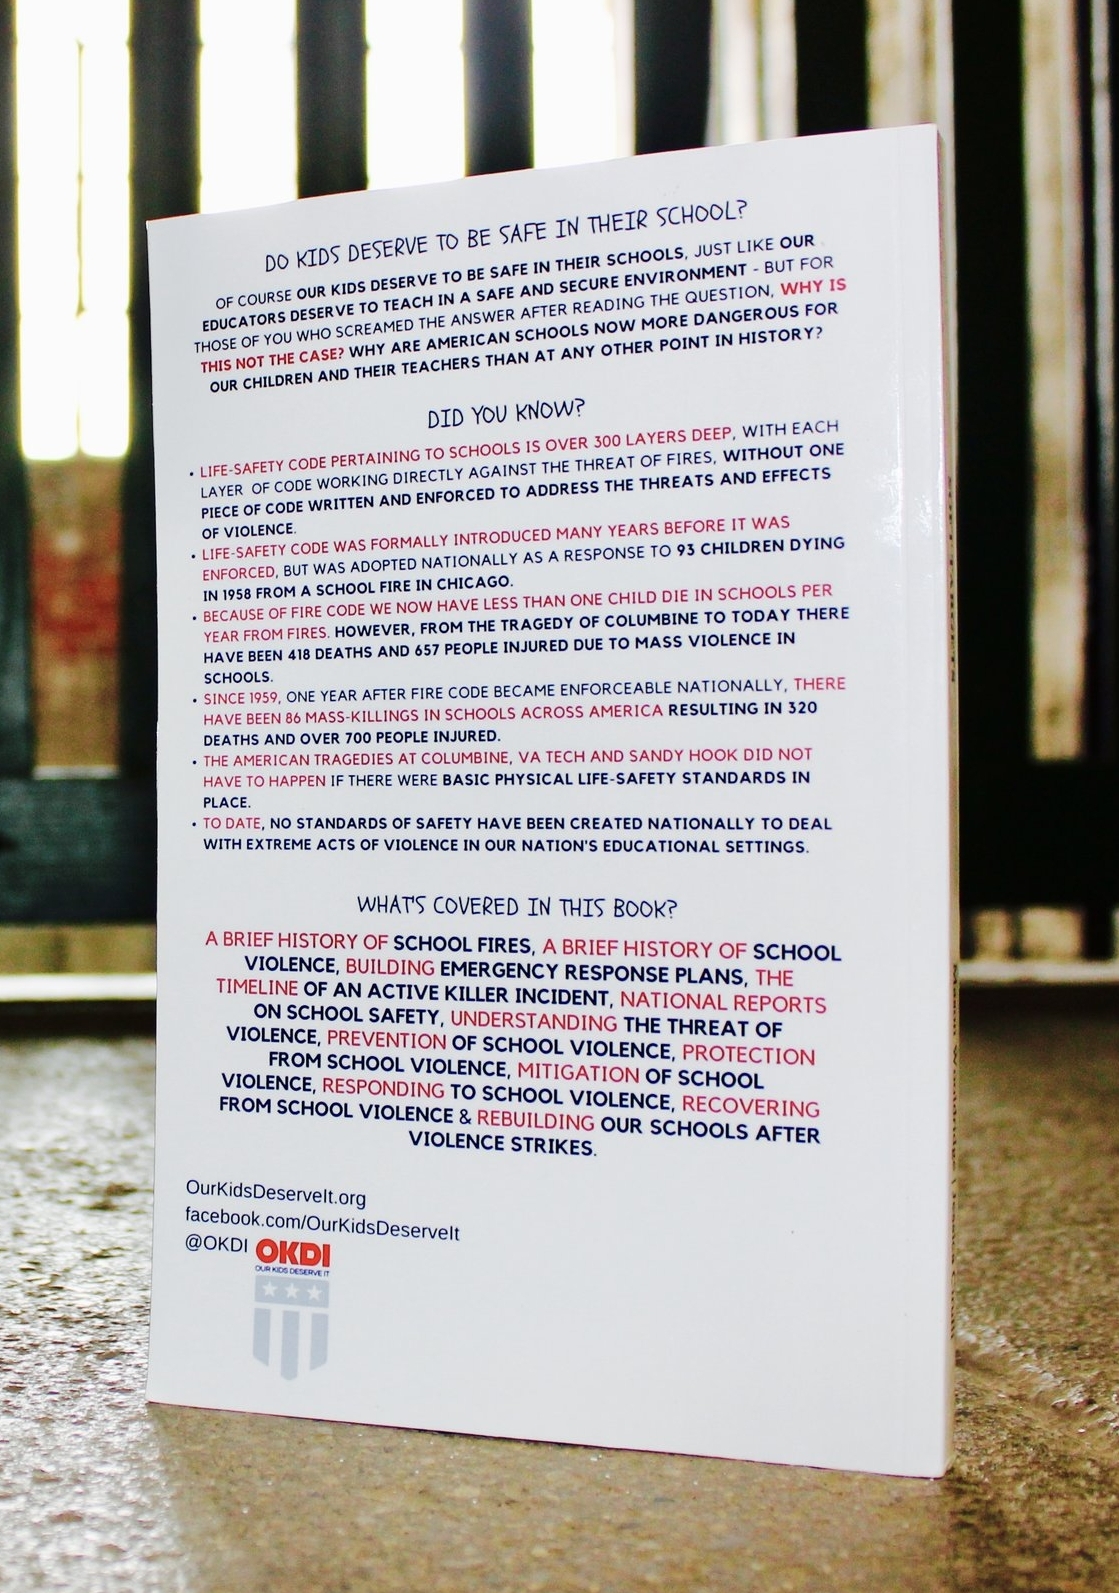 DO KIDS DESERVE TO BE SAFE IN THEIR SCHOOL?
OF COURSE OUR KIDS DESERVE TO BE SAFE IN THEIR SCHOOLS, JUST LIKE OUR
EDUCATORS DESERVE TO TEACH IN A SAFE AND SECURE ENVIRONMENT - BUT FOR
THOSE OF YOU WHO SCREAMED THE ANSWER AFTER READING THE QUESTION, WHY IS
THIS NOT THE CASE? WHY ARE AMERICAN SCHOOLS NOW MORE DANGEROUS FOR
OUR CHILDREN AND THEIR TEACHERS THAN AT ANY OTHER POINT IN HISTORY?
DID YOU KNOW?
• LIFE-SAFETY CODE PERTAINING TO SCHOOLS IS OVER 300 LAYERS DEEP, WITH EACH
LAYER OF CODE WORKING DIRECTLY AGAINST THE THREAT OF FIRES, WITHOUT ONE
PIECE OF CODE WRITTEN AND ENFORCED TO ADDRESS THE THREATS AND EFFECTS
OF VIOLENCE.
• LIFE-SAFETY CODE WAS FORMALLY INTRODUCED MANY YEARS BEFORE IT WAS
ENFORCED, BUT WAS ADOPTED NATIONALLY AS A RESPONSE TO 93 CHILDREN DYING
IN 1958 FROM A SCHOOL FIRE IN CHICAGO.
• BECAUSE OF FIRE CODE WE NOW HAVE LESS THAN ONE CHILD DIE IN SCHOOLS PER
YEAR FROM FIRES. HOWEVER, FROM THE TRAGEDY OF COLUMBINE TO TODAY THERE
HAVE BEEN 418 DEATHS AND 657 PEOPLE INJURED DUE TO MASS VIOLENCE IN
SCHOOLS.
• SINCE 1959, ONE YEAR AFTER FIRE CODE BECAME ENFORCEABLE NATIONALLY, THERE
HAVE BEEN 86 MASS-KILLINGS IN SCHOOLS ACROSS AMERICA RESULTING IN 320
DEATHS AND OVER 700 PEOPLE INJURED.
• THE AMERICAN TRAGEDIES AT COLUMBINE, VA TECH AND SANDY HOOK DID NOT
HAVE TO HAPPEN IF THERE WERE BASIC PHYSICAL LIFE-SAFETY STANDARDS IN
PLACE.
• TO DATE, NO STANDARDS OF SAFETY HAVE BEEN CREATED NATIONALLY TO DEAL
WITH EXTREME ACTS OF VIOLENCE IN OUR NATION'S EDUCATIONAL SETTINGS.
WHAT'S COVERED IN THIS BOOK?
A BRIEF HISTORY OF SCHOOL FIRES, A BRIEF HISTORY OF SCHOOL
VIOLENCE, BUILDING EMERGENCY RESPONSE PLANS, THE
TIMELINE OF AN ACTIVE KILLER INCIDENT, NATIONAL REPORTS
ON SCHOOL SAFETY, UNDERSTANDING THE THREAT OF
VIOLENCE, PREVENTION OF SCHOOL VIOLENCE, PROTECTION
FROM SCHOOL VIOLENCE, MITIGATION OF SCHOOL
VIOLENCE, RESPONDING TO SCHOOL VIOLENCE, RECOVERING
FROM SCHOOL VIOLENCE & REBUILDING OUR SCHOOLS AFTER
VIOLENCE STRIKES.
OurKidsDeserveIt.org
facebook.com/OurKidsDeserveIt
@OKDI OKDI
OUR KIDS DESERVE IT